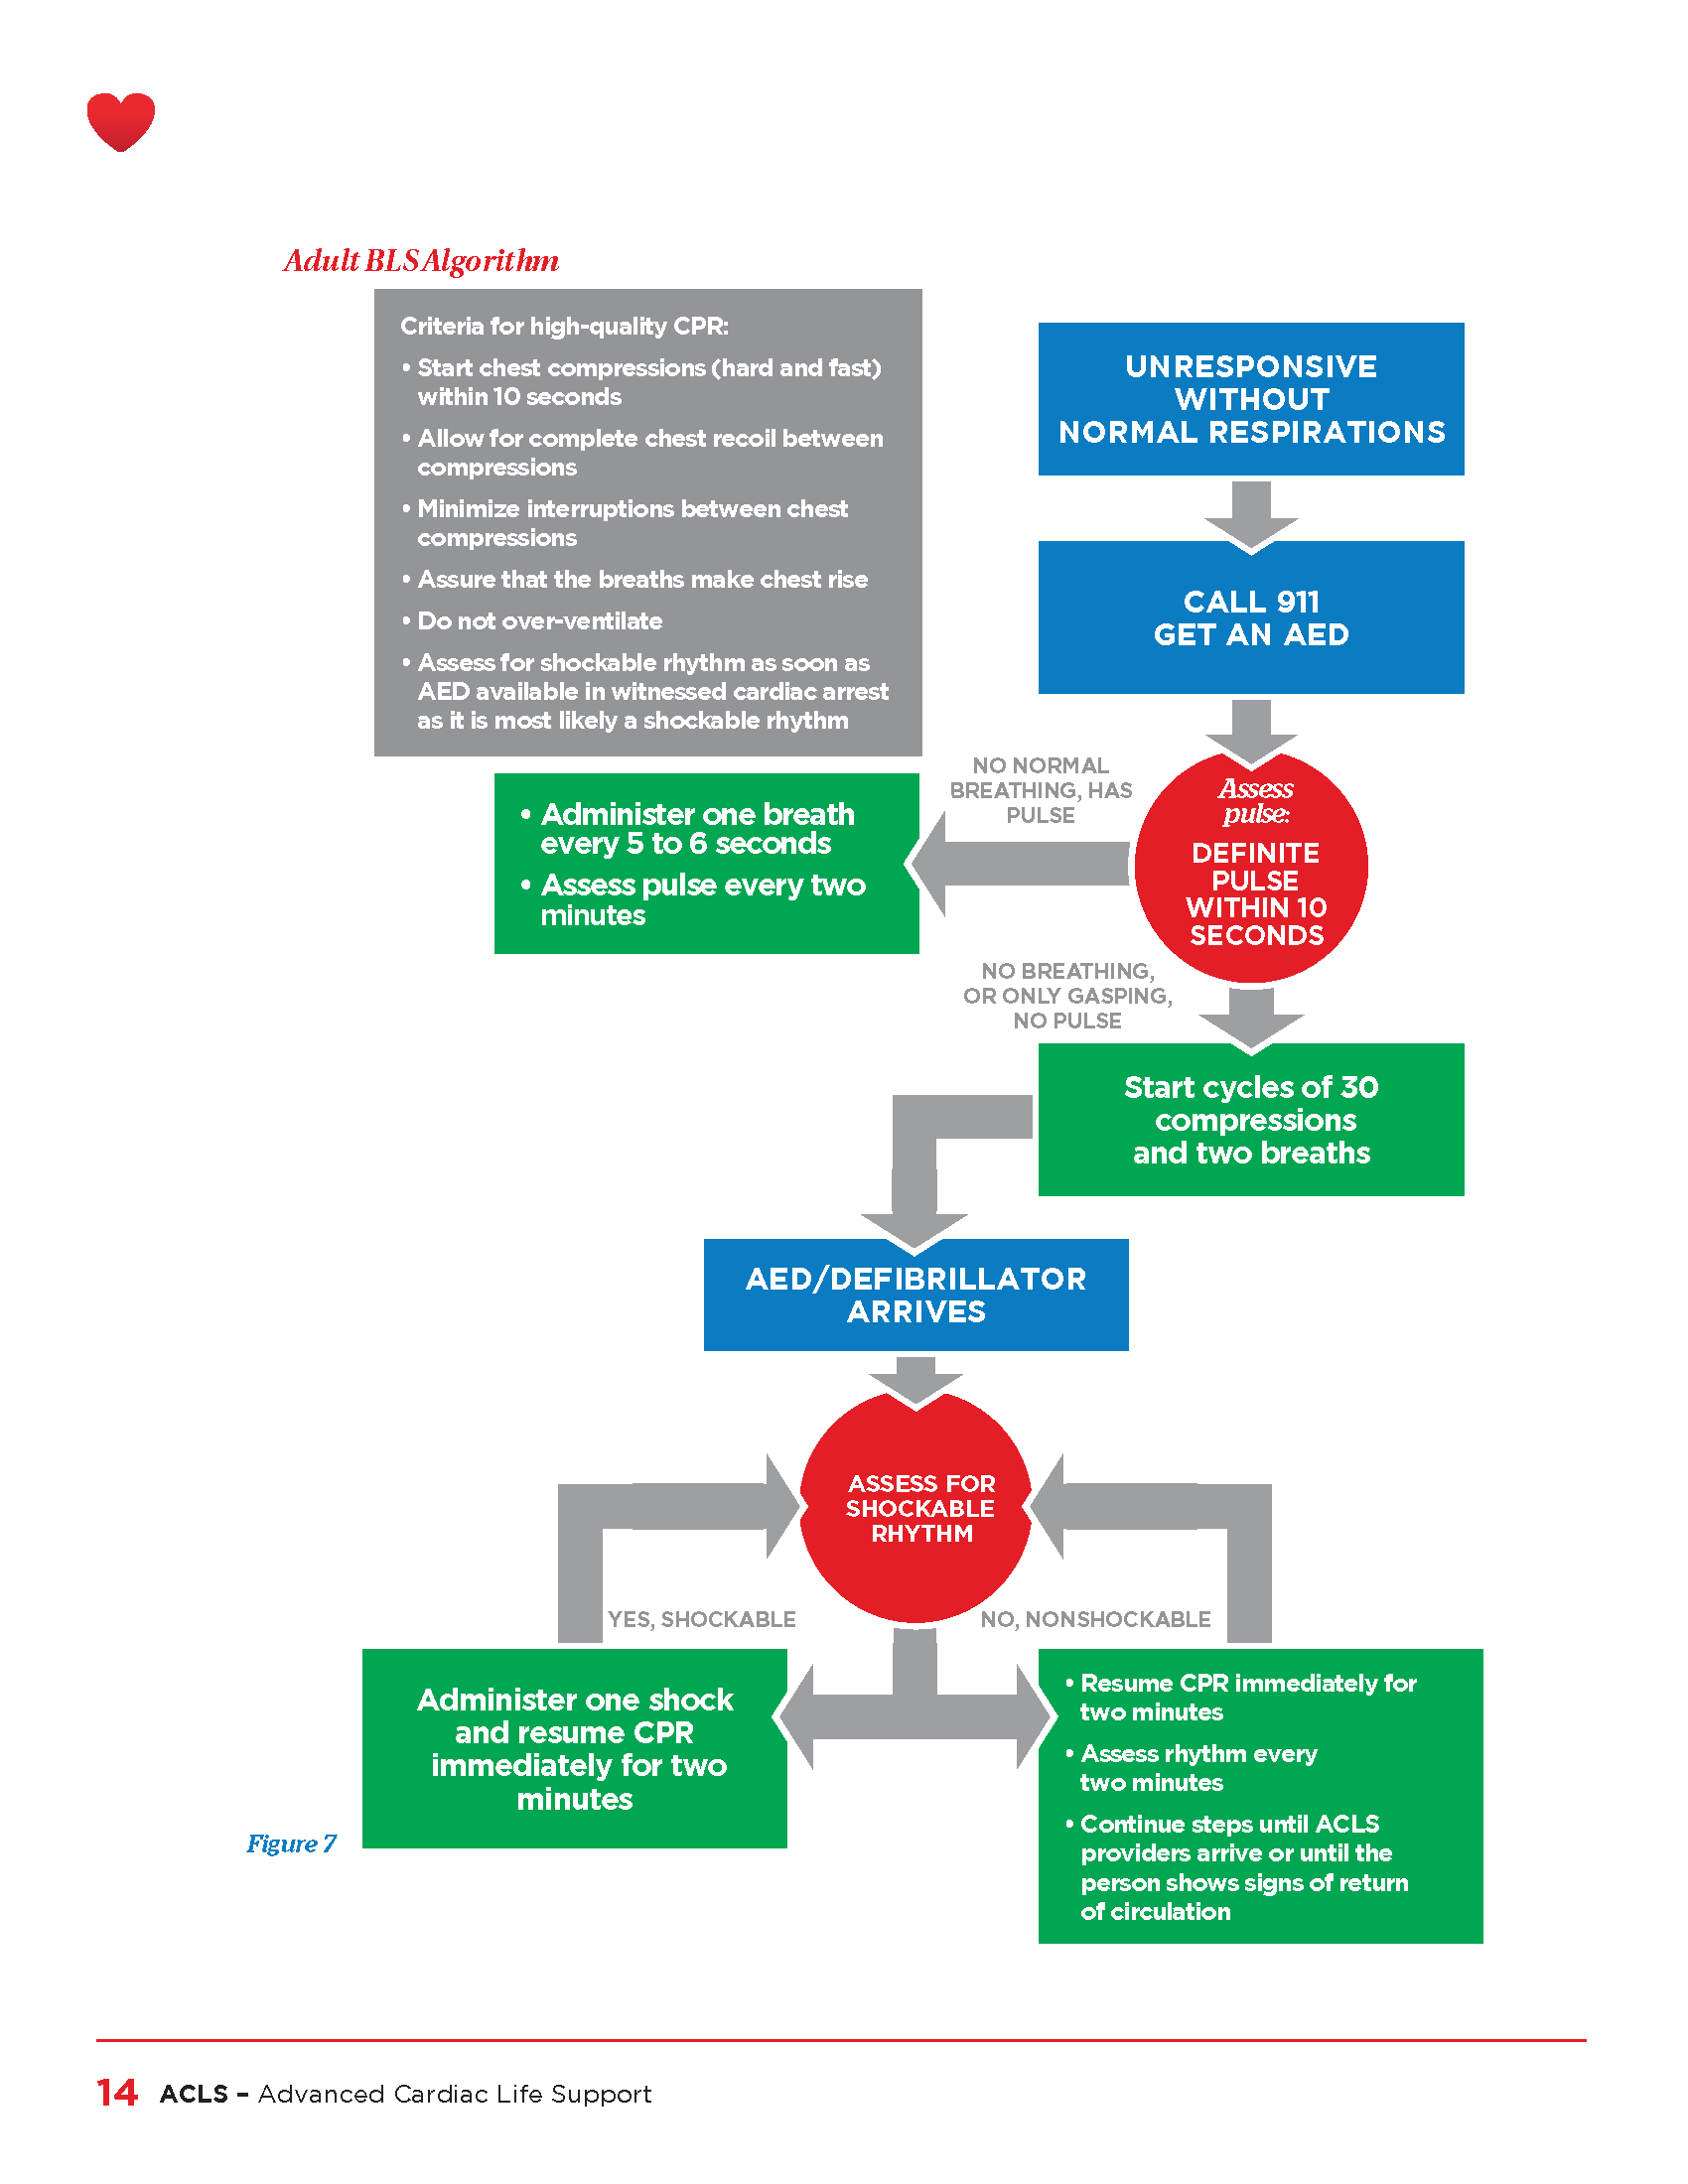 Adult BLS Algorithm
Criteria for high-quality CPR:
• Start chest compressions (hard and fast)
within 10 seconds
• Allow for complete chest recoil between
compressions
• Minimize interruptions between chest
compressions
• Assure that the breaths make chest rise
• Do not over-ventilate
• Assess for shockable rhythm as soon as
AED available in witnessed cardiac arrest
as it is most likely a shockable rhythm
UNRESPONSIVE
WITHOUT
NORMAL RESPIRATIONS
CALL 911
GET AN AED
Assess
pulse:
DEFINITE
PULSE
WITHIN 10
SECONDS
NO NORMAL
BREATHING, HAS
PULSE
• Administer one breath
every 5 to 6 seconds
• Assess pulse every two
minutes
NO BREATHING,
OR ONLY GASPING,
NO PULSE
Start cycles of 30
compressions
and two breaths
AED/DEFIBRILLATOR
ARRIVES
ASSESS FOR
SHOCKABLE
RHYTHM
YES, SHOCKABLE
NO, NONSHOCKABLE
Administer one shock
and resume CPR
immediately for two
minutes
• Resume CPR immediately for
two minutes
• Assess rhythm every
two minutes
• Continue steps until ACLS
providers arrive or until the
person shows signs of return
of circulation
Figure 7
14 ACLS – Advanced Cardiac Life Support